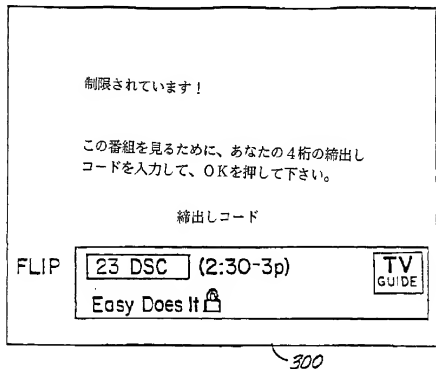 制限されています！
この番組を見るために、あなたの4桁の締出し
コードを入力して、OKを押して下さい。
締出しコード
FLIP 23 DSC (2:30-3p) TV GUIDE
Easy Does It
300